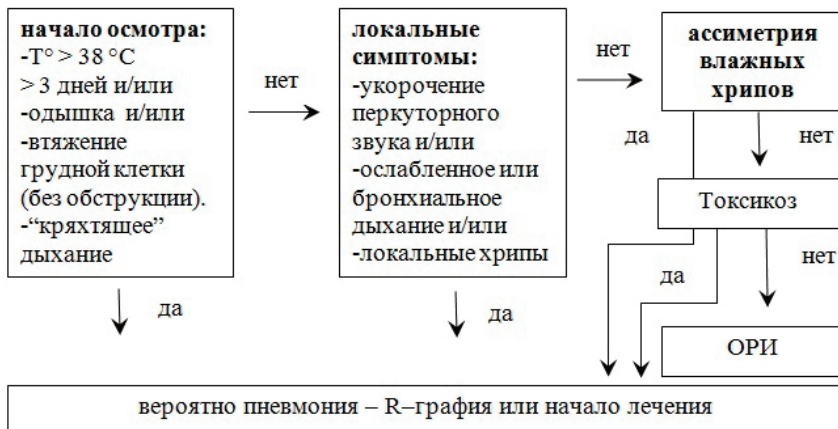 начало осмотра:
-Т° > 38 °С
> 3 дней и/или
-одышка и/или
-втяжение
грудной клетки
(без обструкции).
-“кряхтящее”
дыхание
нет
да
локальные
симптомы:
-укорочение
перкуторного
звука и/или
-ослабленное или
бронхиальное
дыхание и/или
-локальные хрипы
нет
да
ассиметрия
влажных
хрипов
да
нет
Токсикоз
да
нет
ОРИ
вероятно пневмония – R–графия или начало лечения